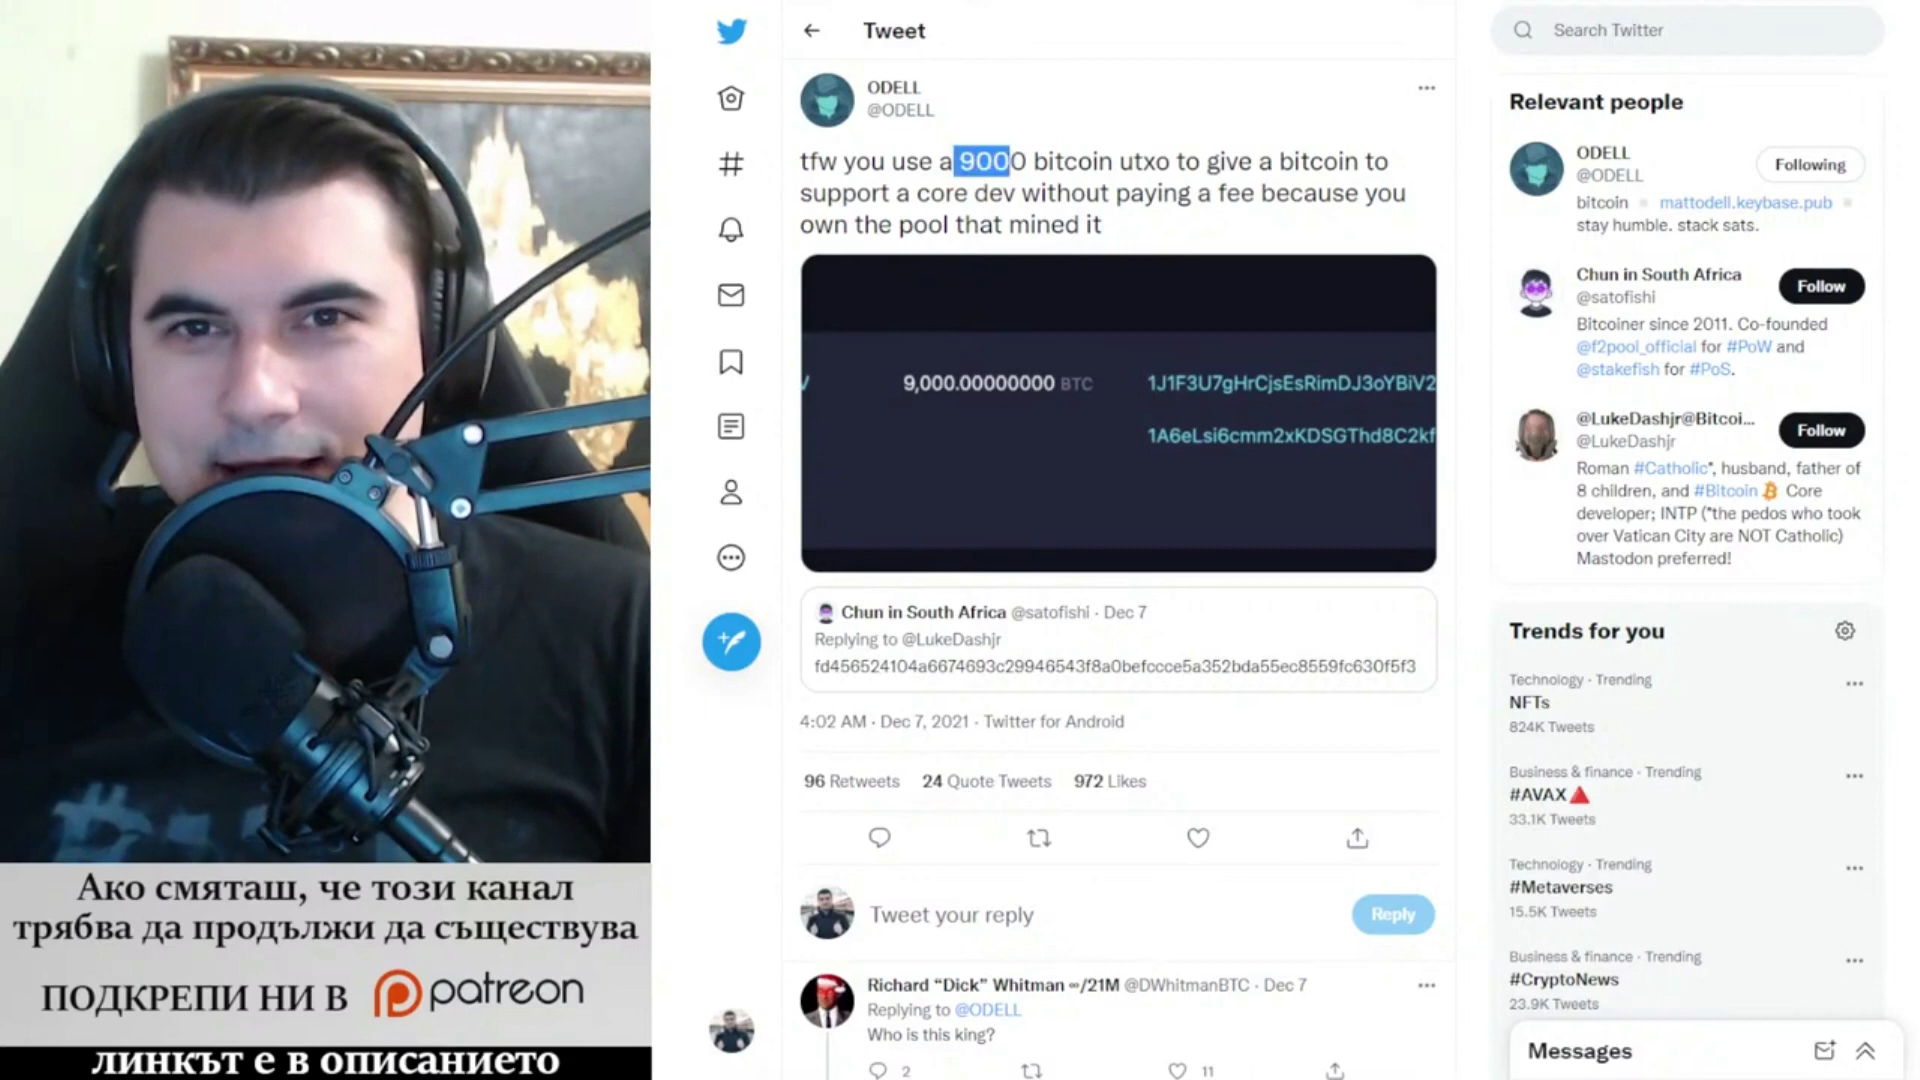 Ако смяташ, че този канал
трябва да продължи да съществува
ПОДКРЕПИ НИ В patreon
ЛИНКЪТ Е В ОПИСАНИЕТО
Tweet
ODELL
@ODELL
tfw you use a 9000 bitcoin utxo to give a bitcoin to
support a core dev without paying a fee because you
own the pool that mined it
9,000.00000000 BTC
1J1F3U7gHrCjsEsRimDJ3oYBiV2
1A6eLsi6cmm2xKDSGThd8C2kf
Chun in South Africa @satofishi · Dec 7
Replying to @LukeDashjr
fd456524104a6674693c29946543f8a0befccce5a352bda55ec8559fc630f5f3
4:02 AM · Dec 7, 2021 · Twitter for Android
96 Retweets 24 Quote Tweets 972 Likes
Tweet your reply
Reply
Richard “Dick” Whitman ∞/21M @DWhitmanBTC · Dec 7
Replying to @ODELL
Who is this king?
2 11
Search Twitter
Relevant people
ODELL
@ODELL
Following
bitcoin mattodell.keybase.pub
stay humble. stack sats.
Chun in South Africa
@satofishi
Follow
Bitcoiner since 2011. Co-founded
@f2pool_official for #PoW and
@stakefish for #PoS.
@LukeDashjr@Bitcoi...
@LukeDashjr
Follow
Roman #Catholic*, husband, father of
8 children, and #Bitcoin Core
developer; INTP (*the pedos who took
over Vatican City are NOT Catholic)
Mastodon preferred!
Trends for you
Technology · Trending
NFTs
824K Tweets
Business & finance · Trending
#AVAX
33.1K Tweets
Technology · Trending
#Metaverses
15.5K Tweets
Business & finance · Trending
#CryptoNews
23.9K Tweets
Messages